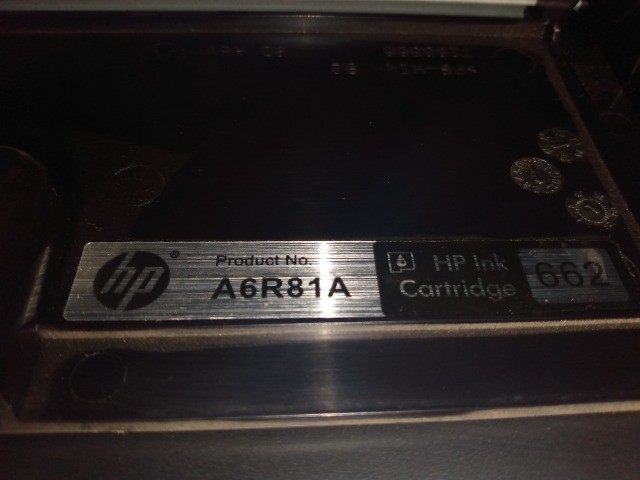 hp
Product No.
A6R81A
HP Ink
Cartridge
662